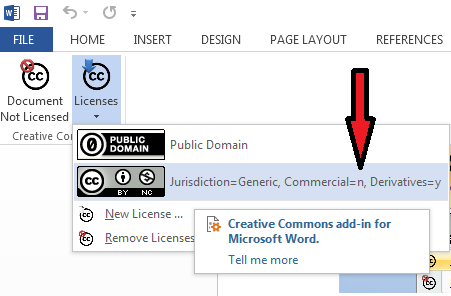 FILE HOME INSERT DESIGN PAGE LAYOUT REFERENCES
Document Not Licensed
Licenses
Creative Co
PUBLIC DOMAIN Public Domain
CC BY NC Jurisdiction=Generic, Commercial=n, Derivatives=y
New License ...
Remove Licenses
Creative Commons add-in for
Microsoft Word.
Tell me more